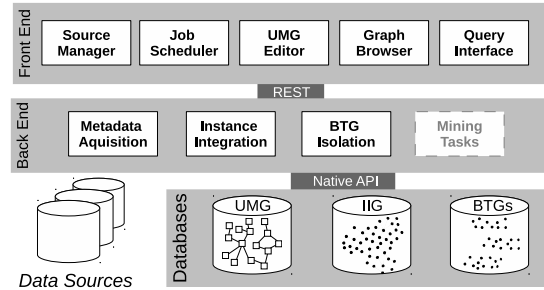 Front End
Source
Manager
Job
Scheduler
UMG
Editor
Graph
Browser
Query
Interface
REST
Back End
Metadata
Aquisition
Instance
Integration
BTG
Isolation
Mining
Tasks
Native API
Data Sources
Databases
UMG
IIG
BTGs